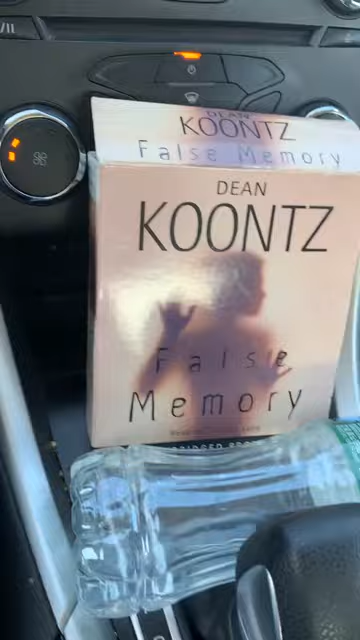 DEAN
KOONTZ
False Memory
DEAN
KOONTZ
False
Memory